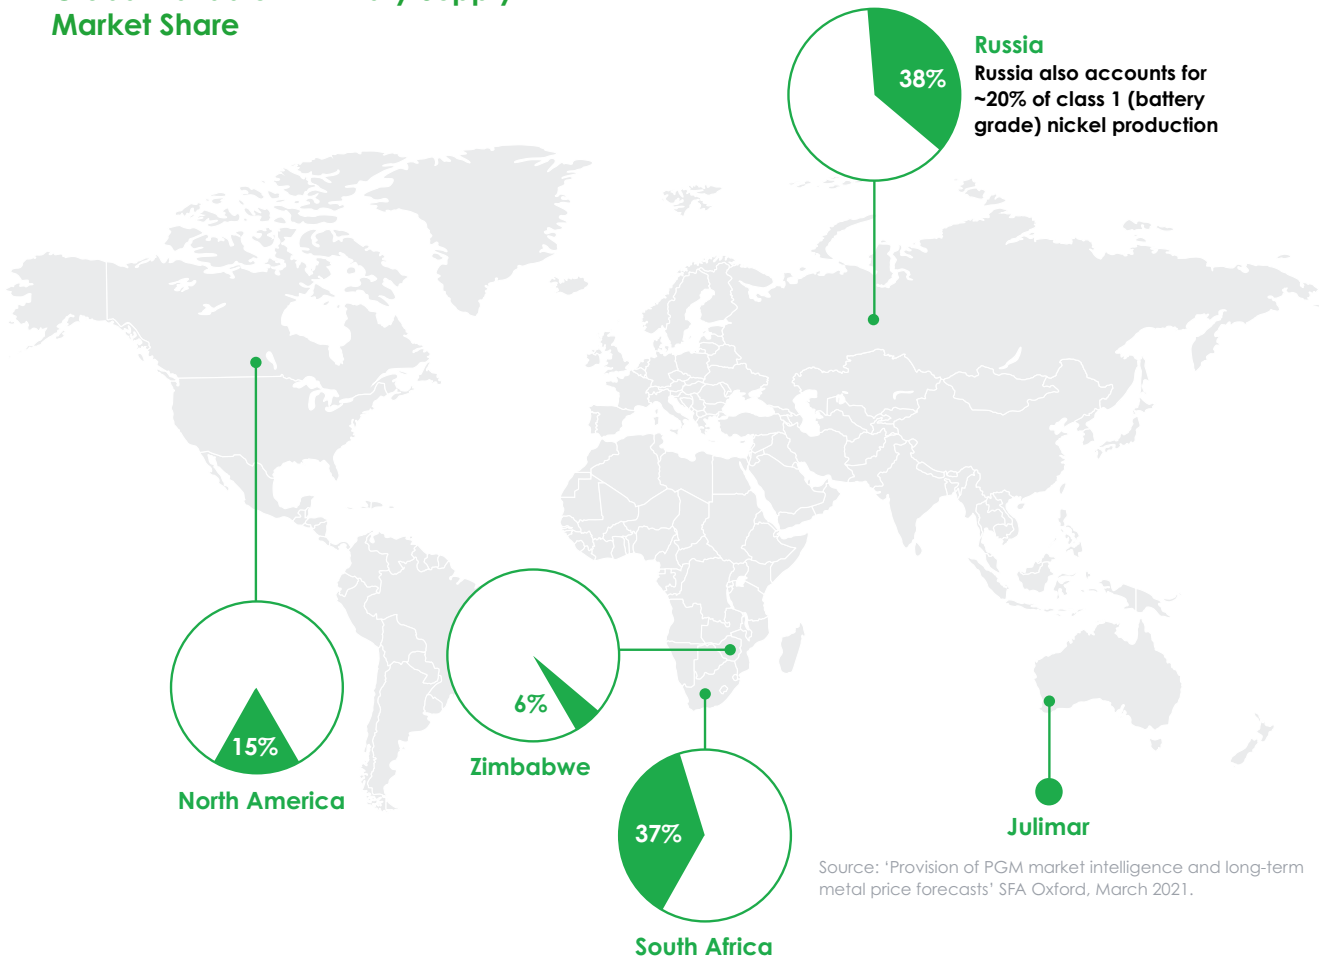 Market Share
Russia
Russia also accounts for
~20% of class 1 (battery
grade) nickel production
38%
15%
North America
6%
Zimbabwe
37%
South Africa
Julimar
Source: ‘Provision of PGM market intelligence and long-term
metal price forecasts’ SFA Oxford, March 2021.